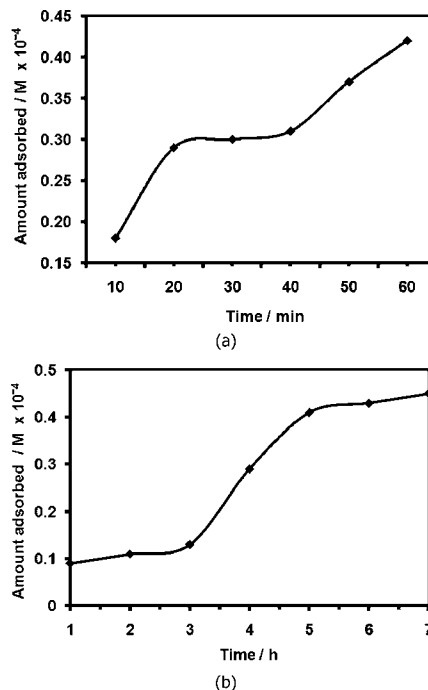 0.45
0.40
0.35
0.30
0.25
0.20
0.15
Amount adsorbed / M x 10⁻⁴
10 20 30 40 50 60
Time / min
(a)
0.5
0.4
0.3
0.2
0.1
0
Amount adsorbed / M x 10⁻⁴
1 2 3 4 5 6 7
Time / h
(b)